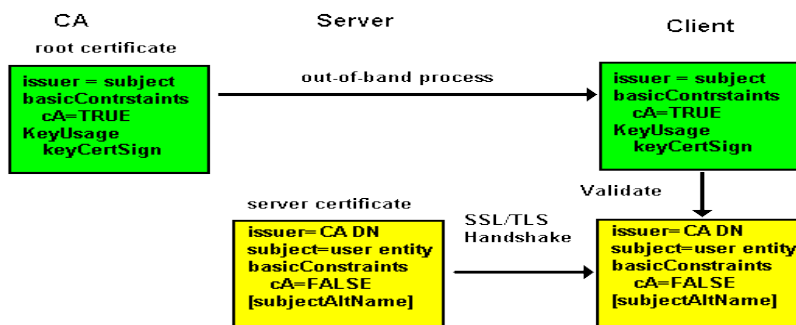 CA
Server
Client
root certificate
issuer = subject
basicContrstaints
cA=TRUE
KeyUsage
keyCertSign
out-of-band process
issuer = subject
basicContrstaints
cA=TRUE
KeyUsage
keyCertSign
Validate
server certificate
issuer= CA DN
subject=user entity
basicConstraints
cA=FALSE
[subjectAltName]
SSL/TLS
Handshake
issuer=CA DN
subject=user entity
basicConstraints
cA=FALSE
[subjectAltName]